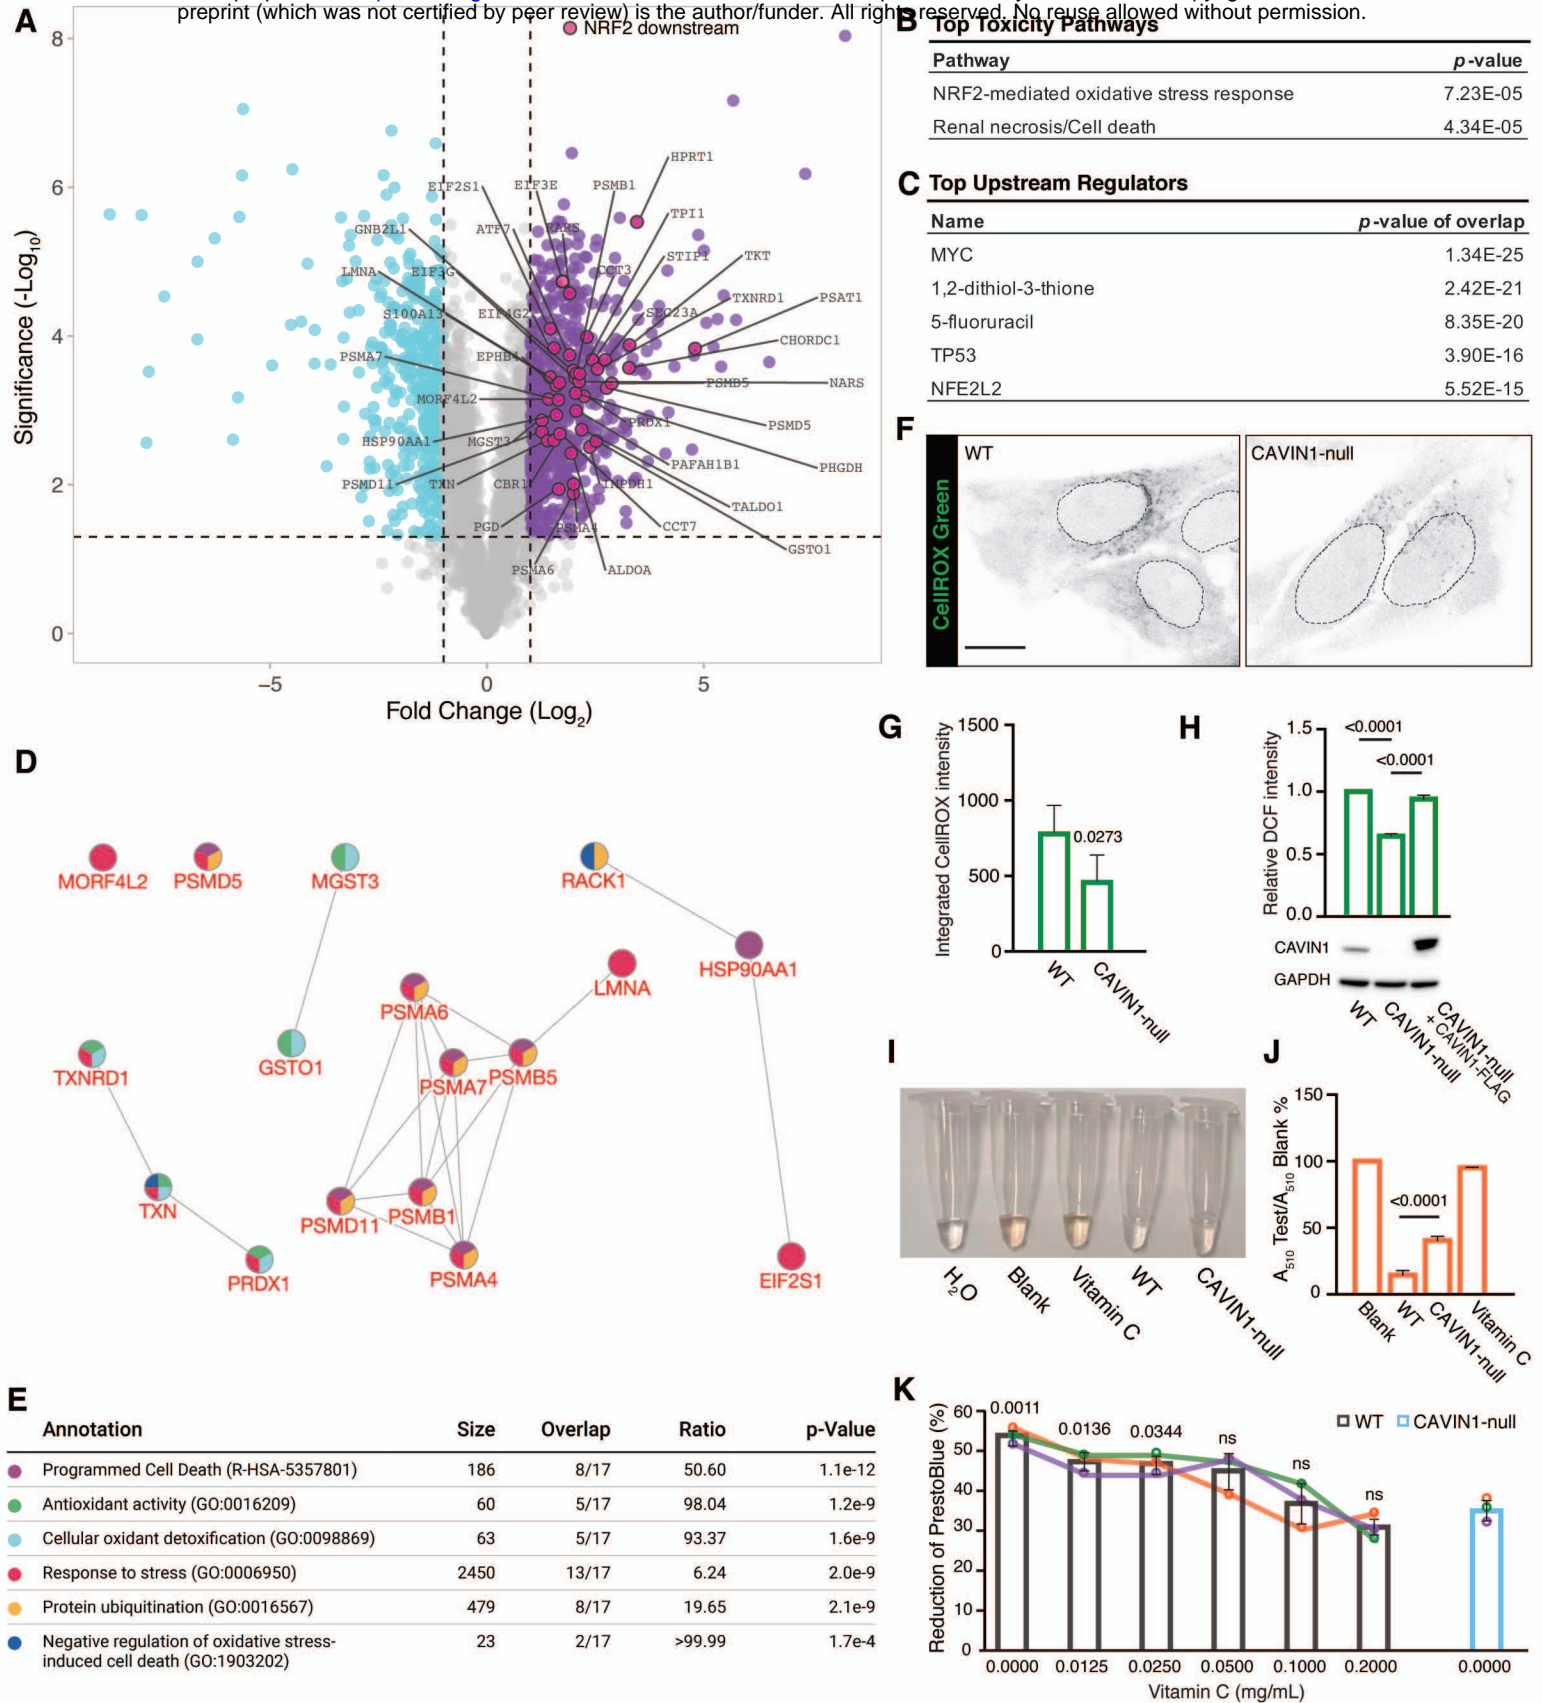 preprint (which was not certified by peer review) is the author/funder. All rights reserved. No reuse allowed without permission.
A
NRF2 downstream
Significance (-Log10)
8
6
4
2
0
-5
0
5
Fold Change (Log2)
HPRT1
EIF2S1
EIF3E
PSMB1
TPI1
GNB2L1
ATF7
RARS
STIP1
TKT
LMNA
EIF3G
CCT3
TXNRD1
PSAT1
S100A13
EIF4G2
SEC23A
CHORDC1
PSMA7
EPHB4
PSMB5
NARS
MORF4L2
PRDX1
PSMD5
HSP90AA1
MGST3
PAFAH1B1
PHGDH
PSMD11
TXN
CBR1
IMPDH1
TALDO1
PGD
PSMA4
CCT7
GSTO1
PSMA6
ALDOA
B
Top Toxicity Pathways
Pathway p-value
NRF2-mediated oxidative stress response 7.23E-05
Renal necrosis/Cell death 4.34E-05
C
Top Upstream Regulators
Name p-value of overlap
MYC 1.34E-25
1,2-dithiol-3-thione 2.42E-21
5-fluoruracil 8.35E-20
TP53 3.90E-16
NFE2L2 5.52E-15
F
CellROX Green
WT
CAVIN1-null
D
MORF4L2
PSMD5
MGST3
RACK1
HSP90AA1
LMNA
PSMA6
TXNRD1
GSTO1
PSMA7
PSMB5
TXN
PSMD11
PSMB1
PRDX1
PSMA4
EIF2S1
G
Integrated CellROX intensity
1500
1000
500
0
0.0273
WT
CAVIN1-null
H
Relative DCF intensity
1.5
1.0
0.5
0.0
<0.0001
<0.0001
CAVIN1
GAPDH
WT
CAVIN1-null
CAVIN1-null
+ CAVIN1-FLAG
I
H2O
Blank
Vitamin C
WT
CAVIN1-null
J
A510 Test/A510 Blank %
150
100
50
0
<0.0001
Blank
WT
CAVIN1-null
Vitamin C
E
Annotation Size Overlap Ratio p-Value
Programmed Cell Death (R-HSA-5357801) 186 8/17 50.60 1.1e-12
Antioxidant activity (GO:0016209) 60 5/17 98.04 1.2e-9
Cellular oxidant detoxification (GO:0098869) 63 5/17 93.37 1.6e-9
Response to stress (GO:0006950) 2450 13/17 6.24 2.0e-9
Protein ubiquitination (GO:0016567) 479 8/17 19.65 2.1e-9
Negative regulation of oxidative stress- 23 2/17 >99.99 1.7e-4
induced cell death (GO:1903202)
K
Reduction of PrestoBlue (%)
60
50
40
30
20
10
0
0.0011
0.0136
0.0344
ns
ns
ns
WT
CAVIN1-null
0.0000 0.0125 0.0250 0.0500 0.1000 0.2000 0.0000
Vitamin C (mg/mL)